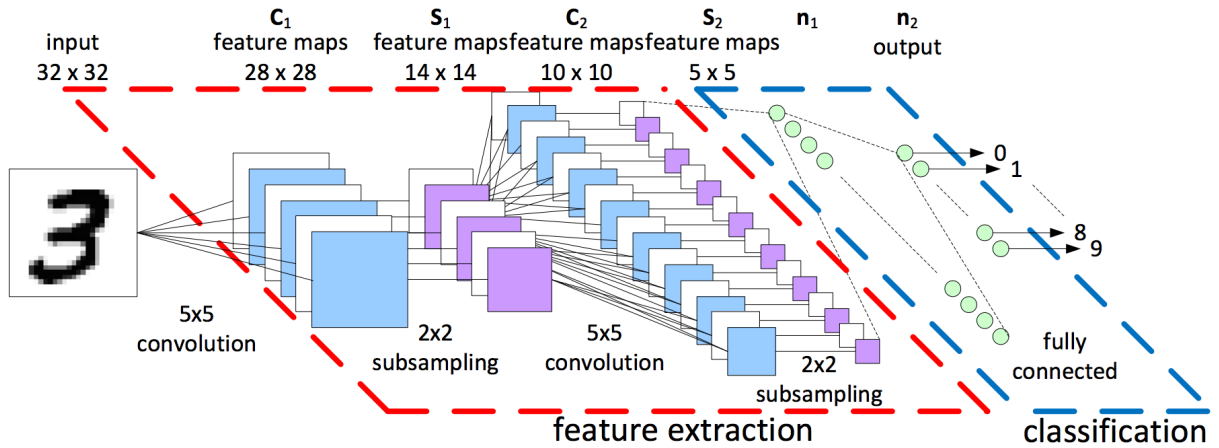 C₁ S₁ C₂ S₂ n₁ n₂
input feature maps feature maps feature maps feature maps output
32 x 32 28 x 28 14 x 14 10 x 10 5 x 5
0
1
8
9
5x5
convolution
2x2
subsampling
5x5
convolution
2x2
subsampling
fully
connected
feature extraction
classification